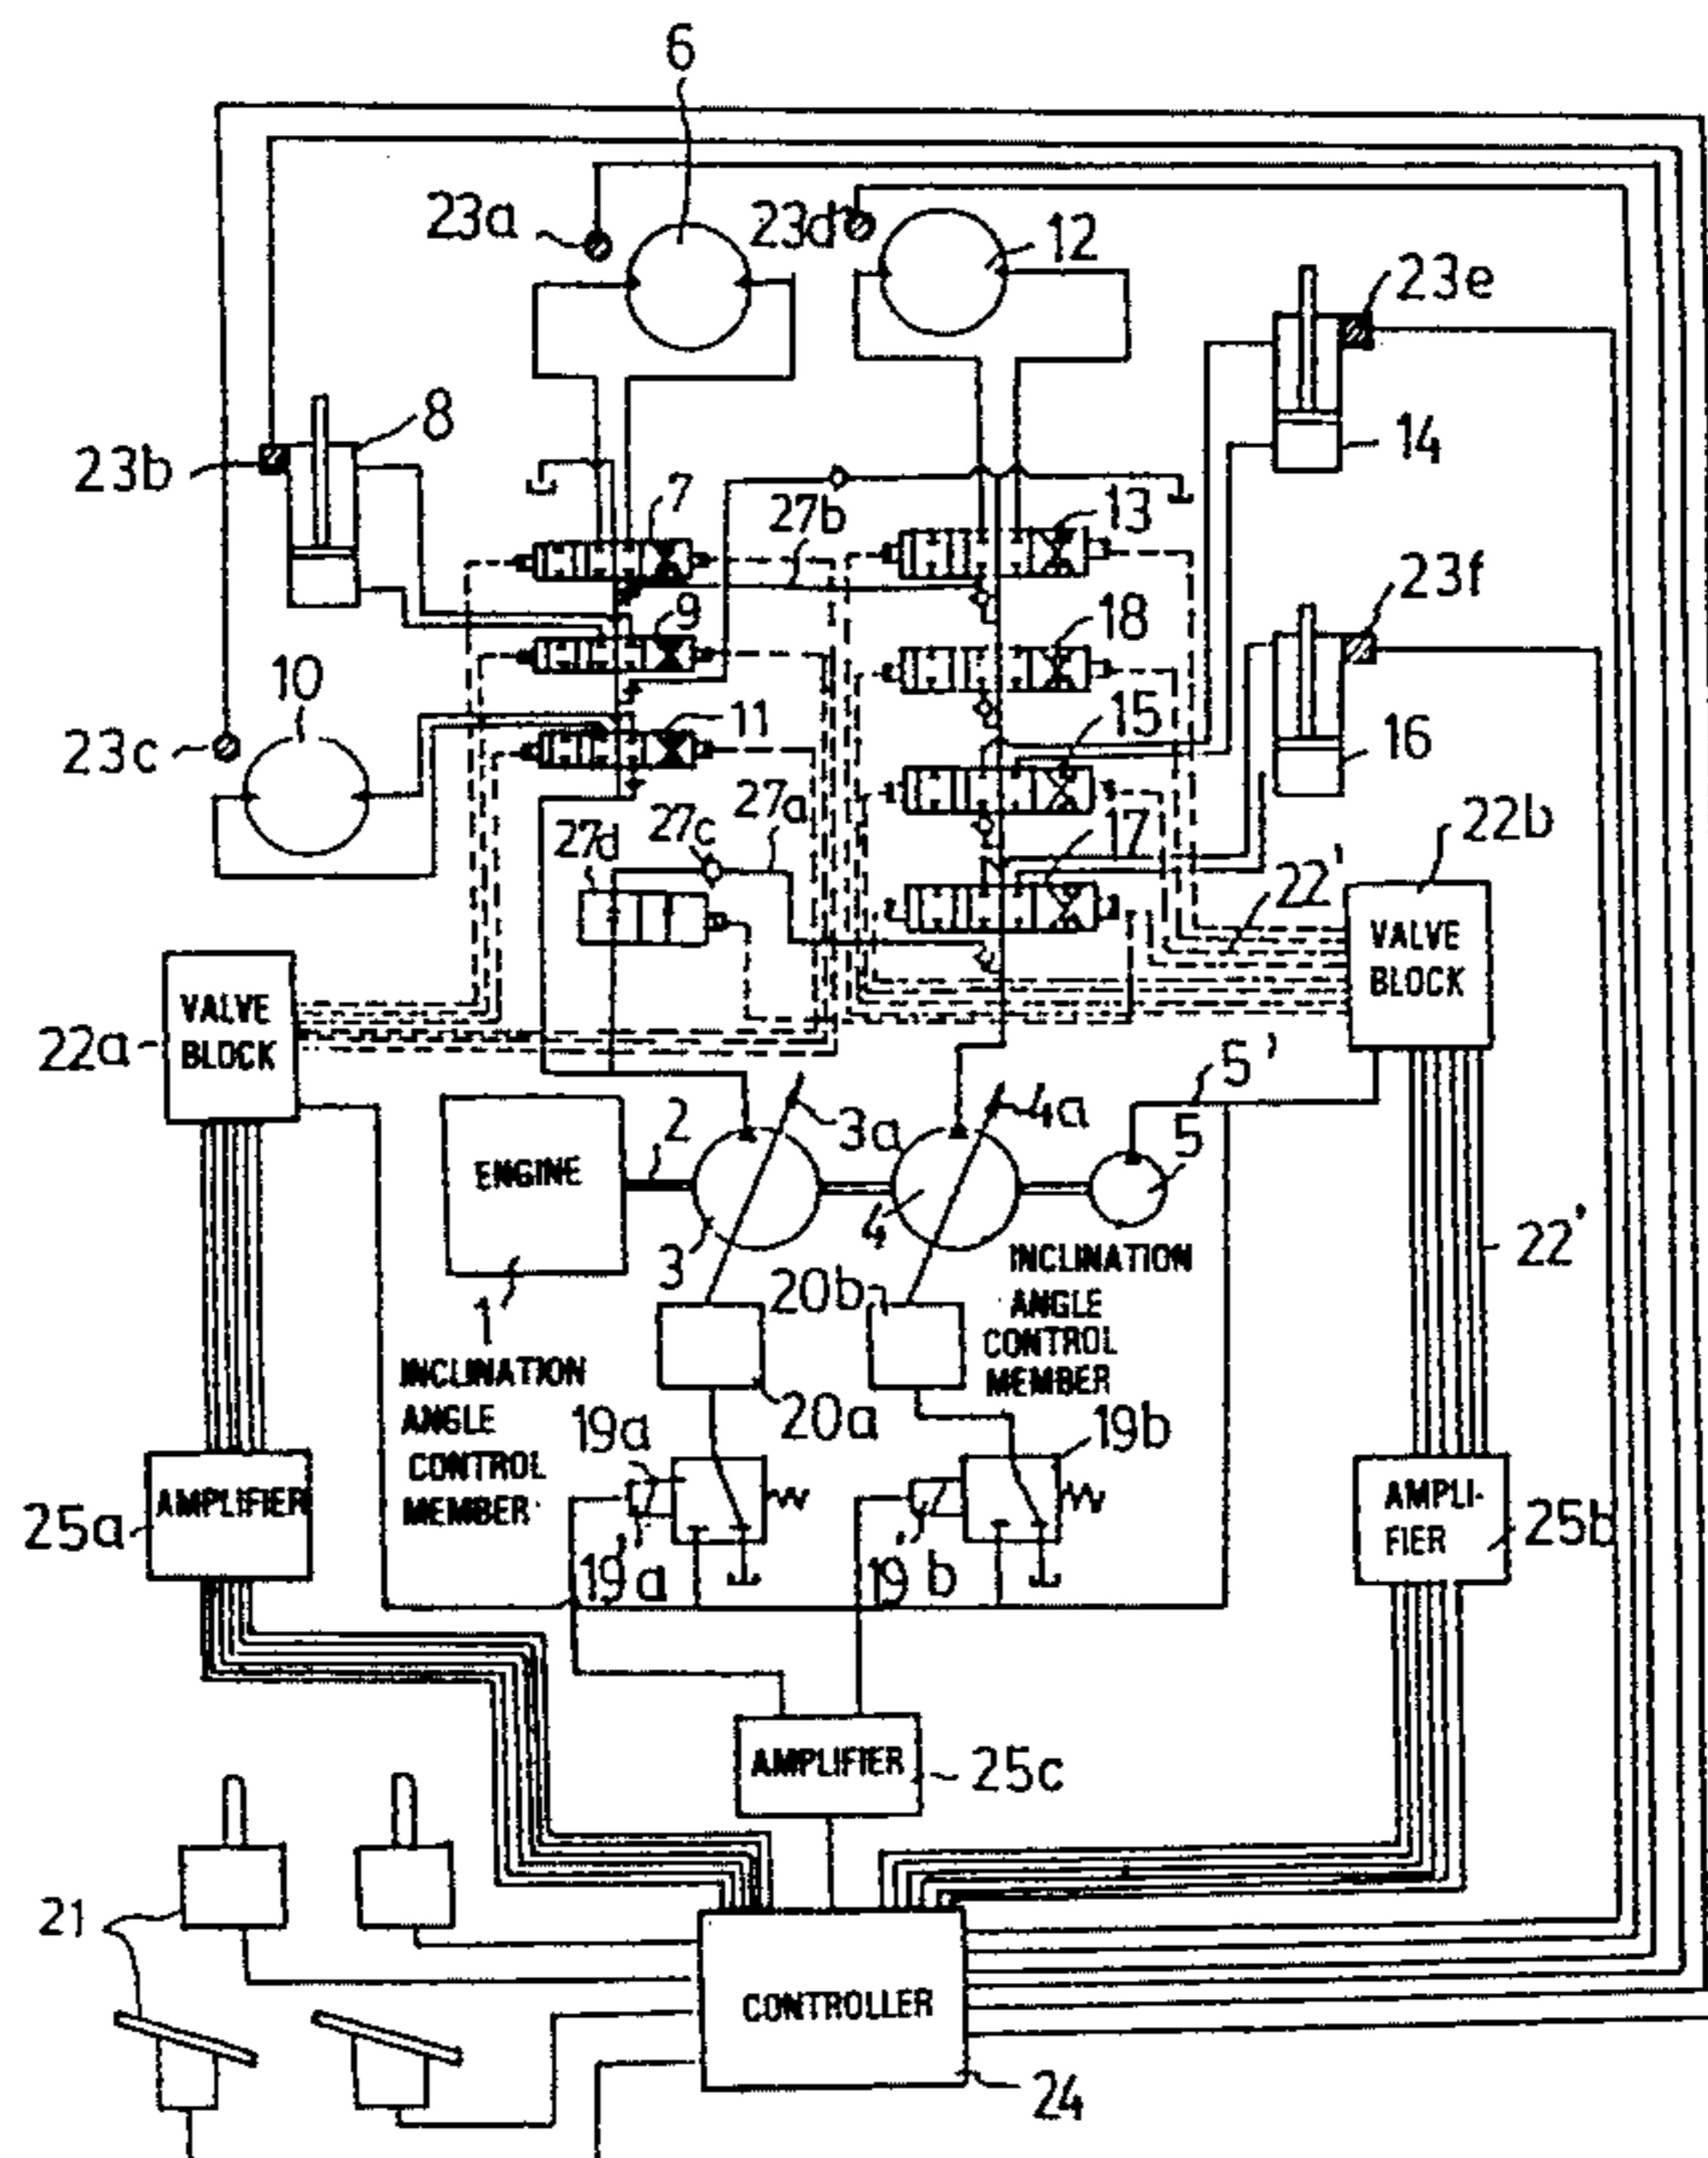 6
23a
23d
12
23e
8
14
23b
7
27b
13
9
18
23f
10
11
15
16
23c
27a
27c
27d
17
22b
22'
VALVE
BLOCK
VALVE
BLOCK
22a
5'
2
3a
4a
5
ENGINE
4
3
22'
1
20b
INCLINATION
ANGLE
CONTROL
MEMBER
INCLINATION
ANGLE
CONTROL
MEMBER
20a
19a
19b
AMPLIFIER
25a
AMPLI-
FIER
25b
19'a
19'b
AMPLIFIER
25c
21
CONTROLLER
24